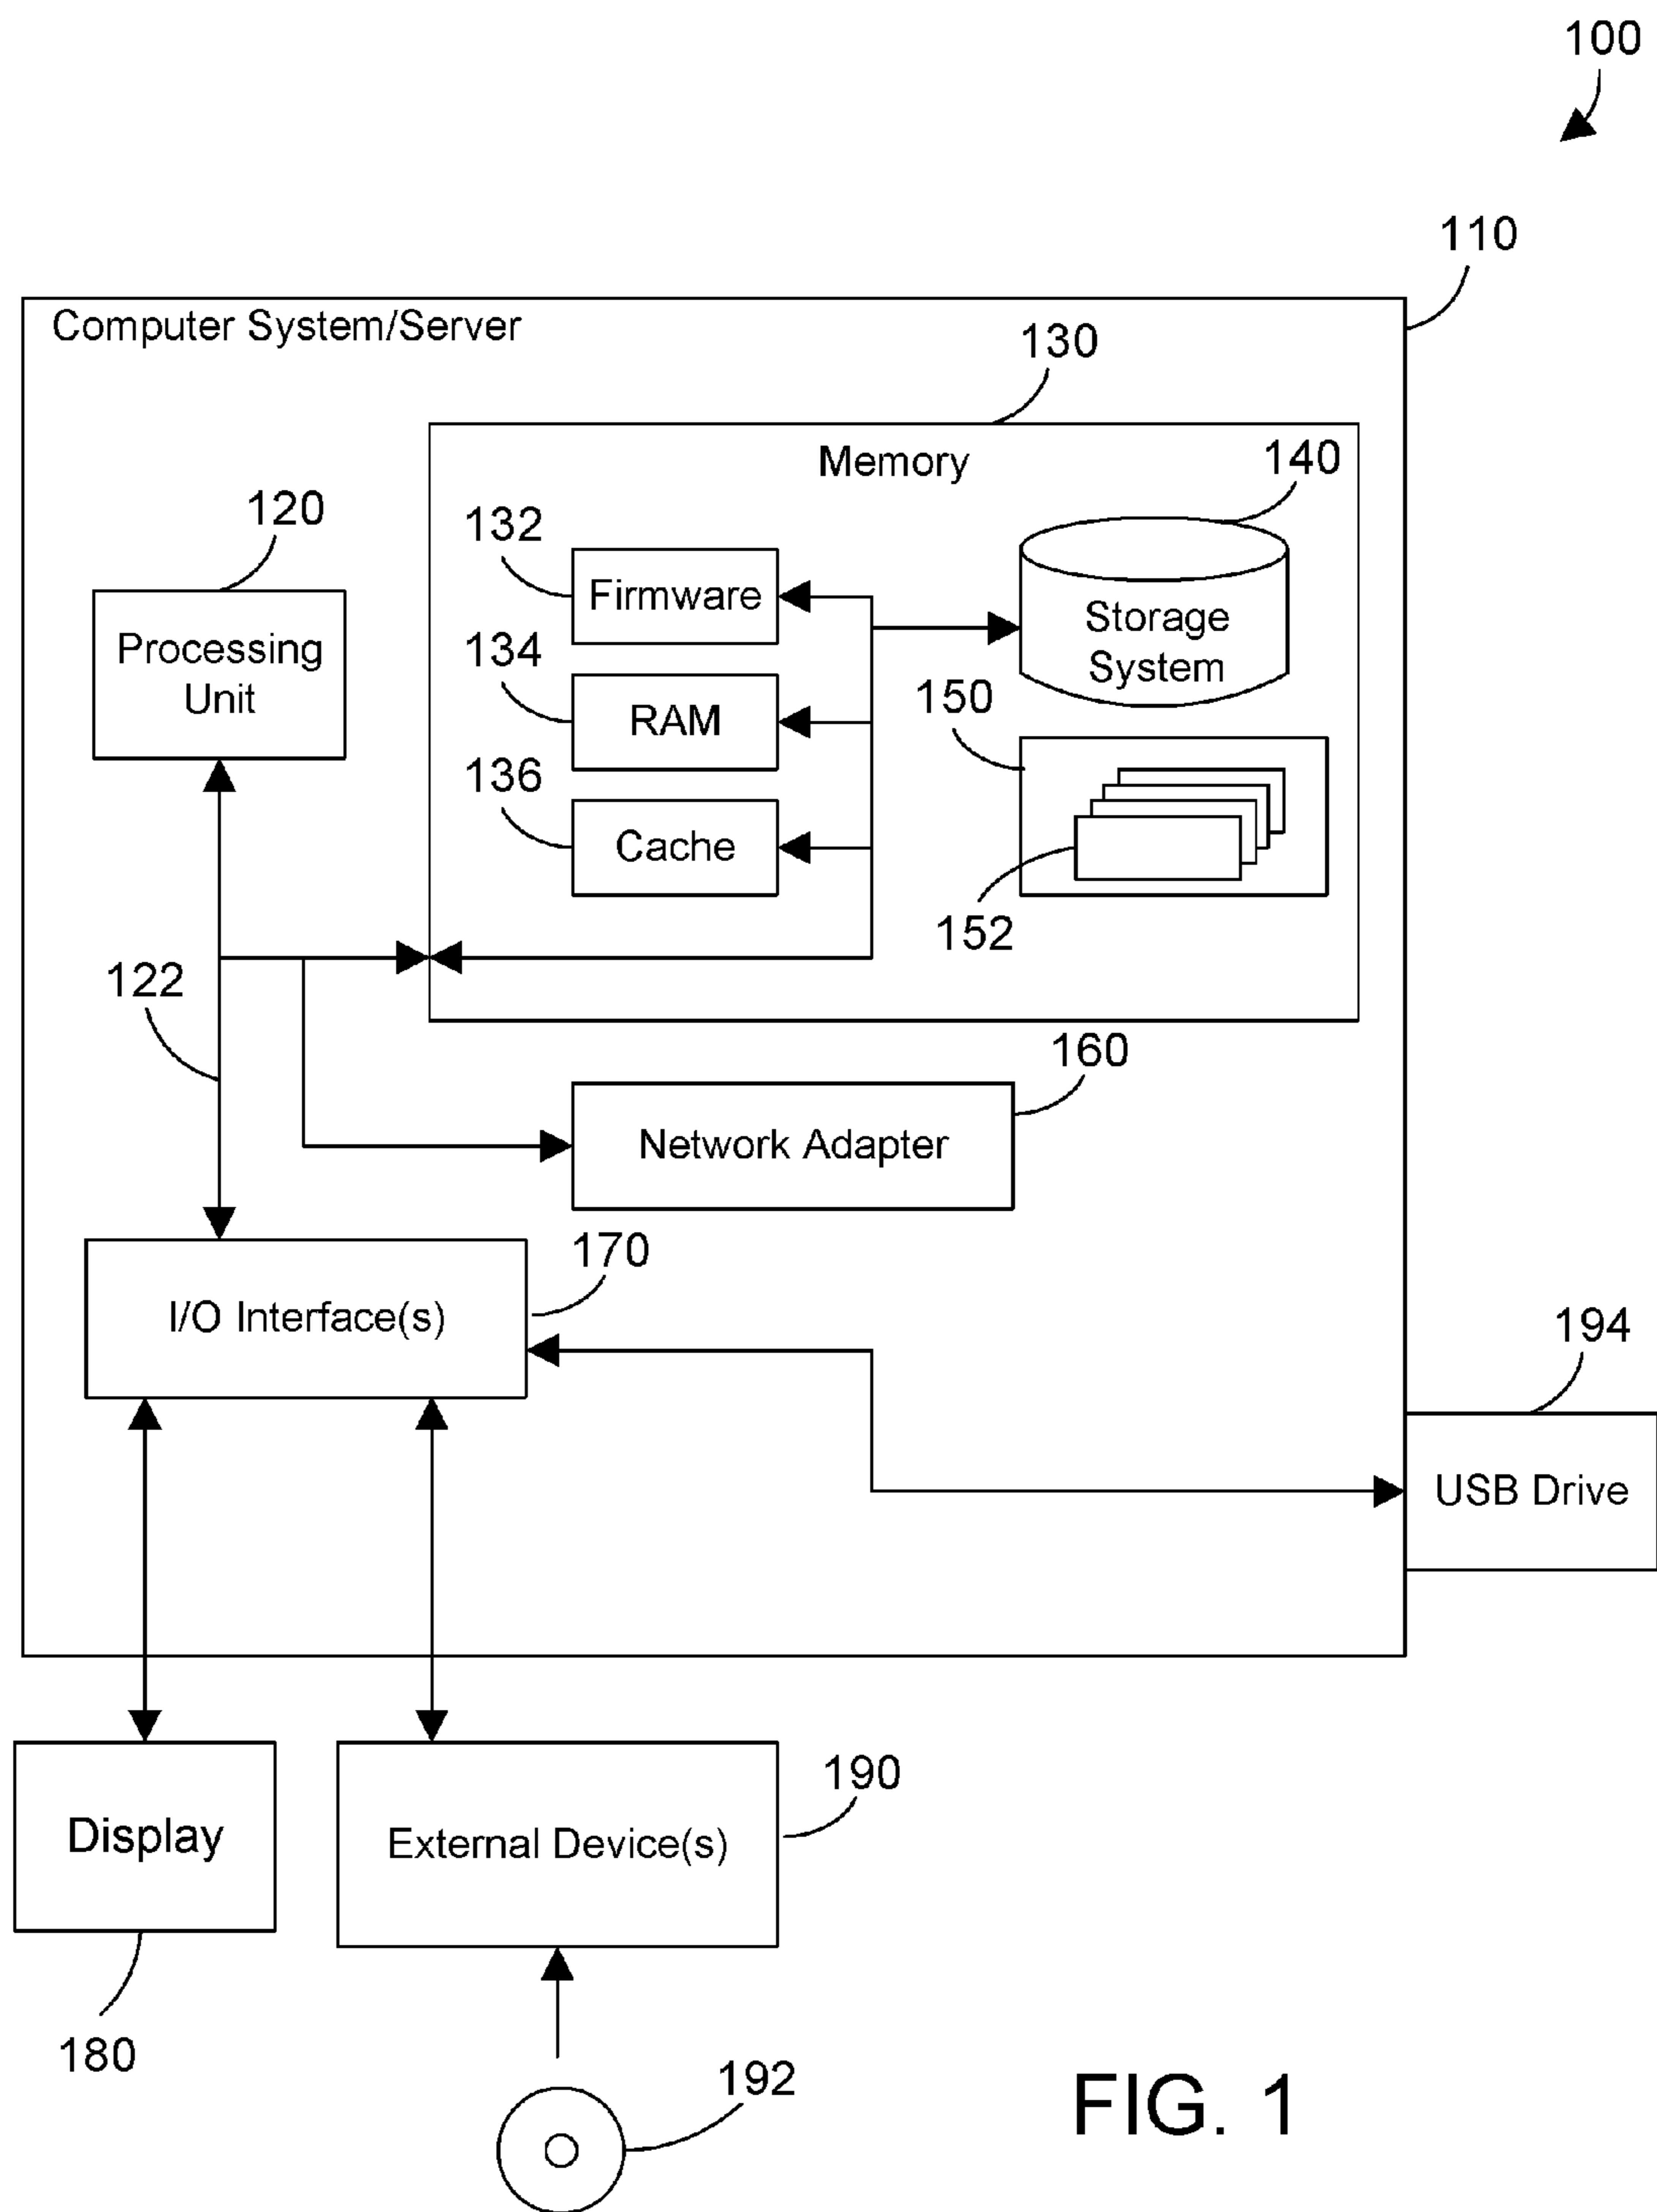 100
110
Computer System/Server
130
Memory
140
120
132
Firmware
Storage
System
Processing
Unit
134
RAM
150
136
Cache
152
122
160
Network Adapter
170
I/O Interface(s)
194
USB Drive
190
Display
External Device(s)
180
192
FIG. 1